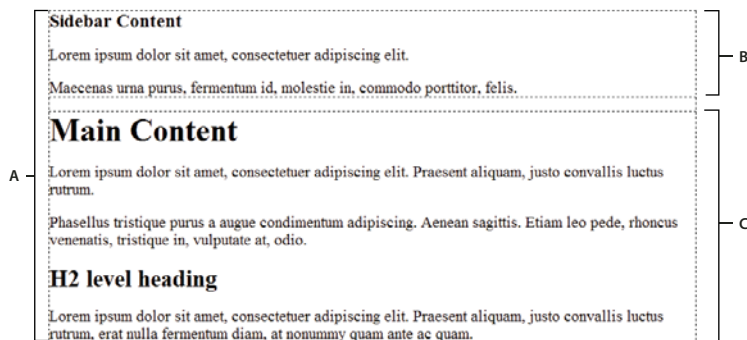 Sidebar Content
Lorem ipsum dolor sit amet, consectetuer adipiscing elit.
B
Maecenas urna purus, fermentum id, molestie in, commodo porttitor, felis.
Main Content
Lorem ipsum dolor sit amet, consectetuer adipiscing elit. Praesent aliquam, justo convallis luctus
A
rutrum.
Phasellus tristique purus a augue condimentum adipiscing. Aenean sagittis. Etiam leo pede, rhoncus
C
venenatis, tristique in, vulputate at, odio.
H2 level heading
Lorem ipsum dolor sit amet, consectetuer adipiscing elit. Praesent aliquam, justo convallis luctus
rutrum, erat nulla fermentum diam, at nonummy quam ante ac quam.